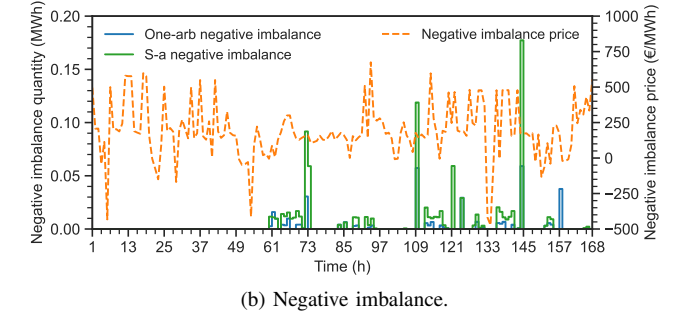 One-arb negative imbalance
S-a negative imbalance
Negative imbalance price
Negative imbalance quantity (MWh)
0.20
0.15
0.10
0.05
0.00
Negative imbalance price (€/MWh)
1000
750
500
250
0
−250
−500
1 13 25 37 49 61 73 85 97 109 121 133 145 157 168
Time (h)
(b) Negative imbalance.